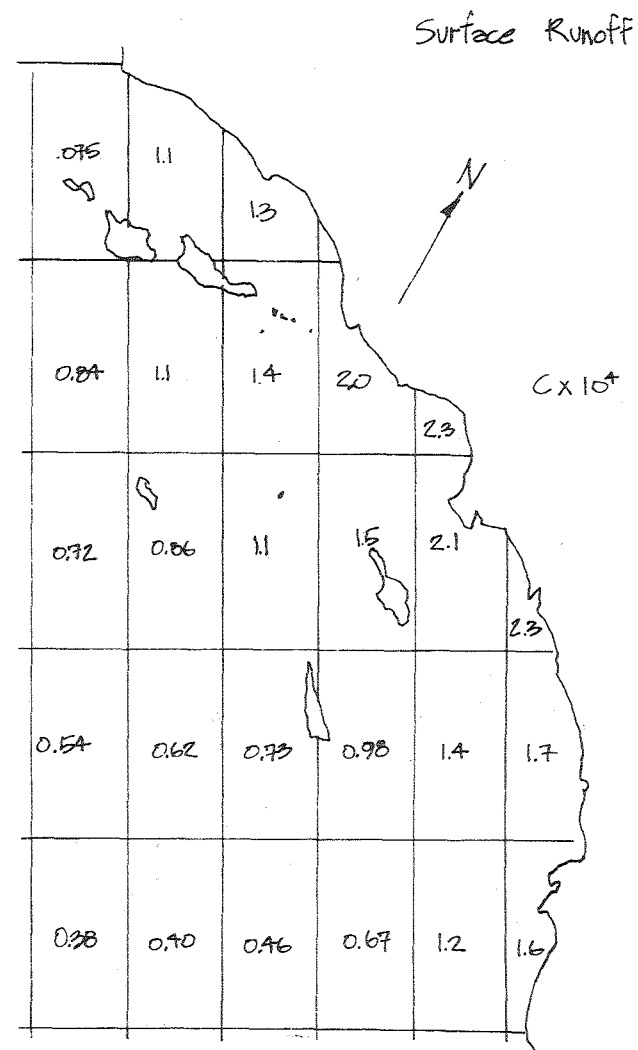 Surface Runoff
.075 1.1
1.3
N
0.84 1.1 1.4 2.0
C x 10⁴
2.3
0.72 0.86 1.1 1.5 2.1
2.3
0.54 0.62 0.73 0.98 1.4 1.7
0.38 0.40 0.46 0.67 1.2 1.6